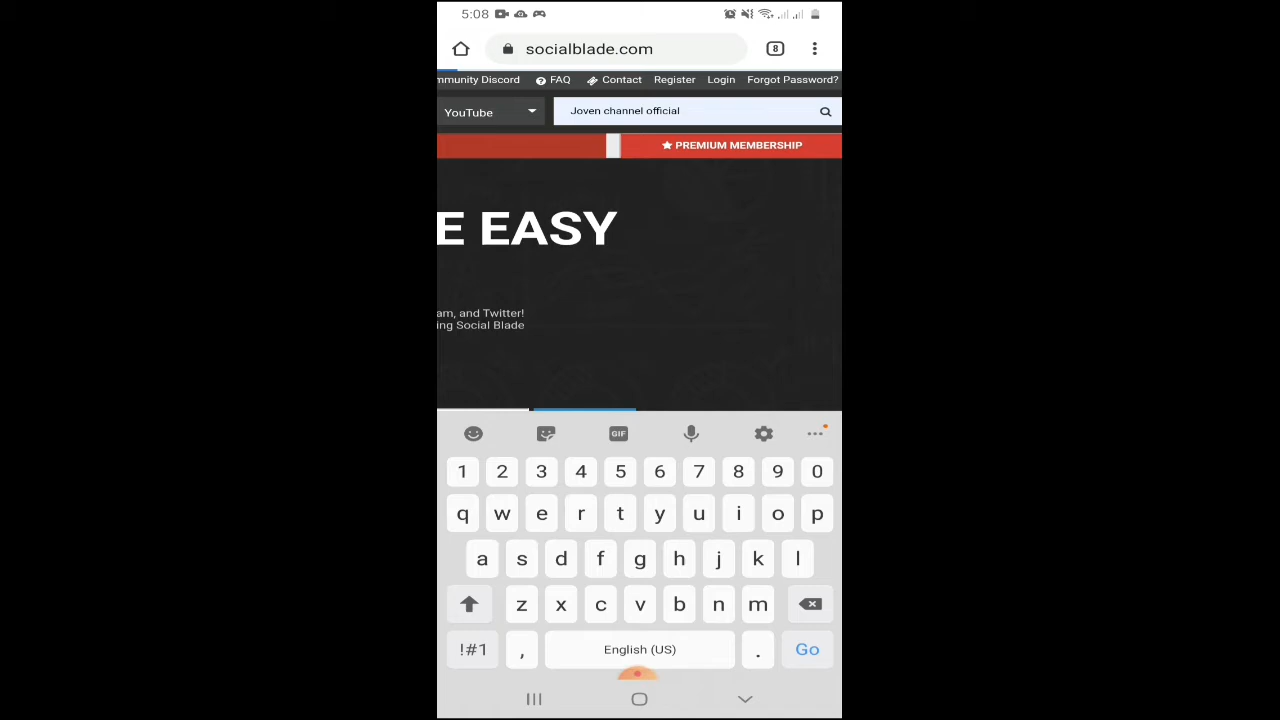 5:08
socialblade.com
8
mmunity Discord FAQ Contact Register Login Forgot Password?
YouTube Joven channel official
PREMIUM MEMBERSHIP
E EASY
am, and Twitter!
ing Social Blade
GIF
1 2 3 4 5 6 7 8 9 0
q w e r t y u i o p
a s d f g h j k l
z x c v b n m
!#1 , English (US) . Go